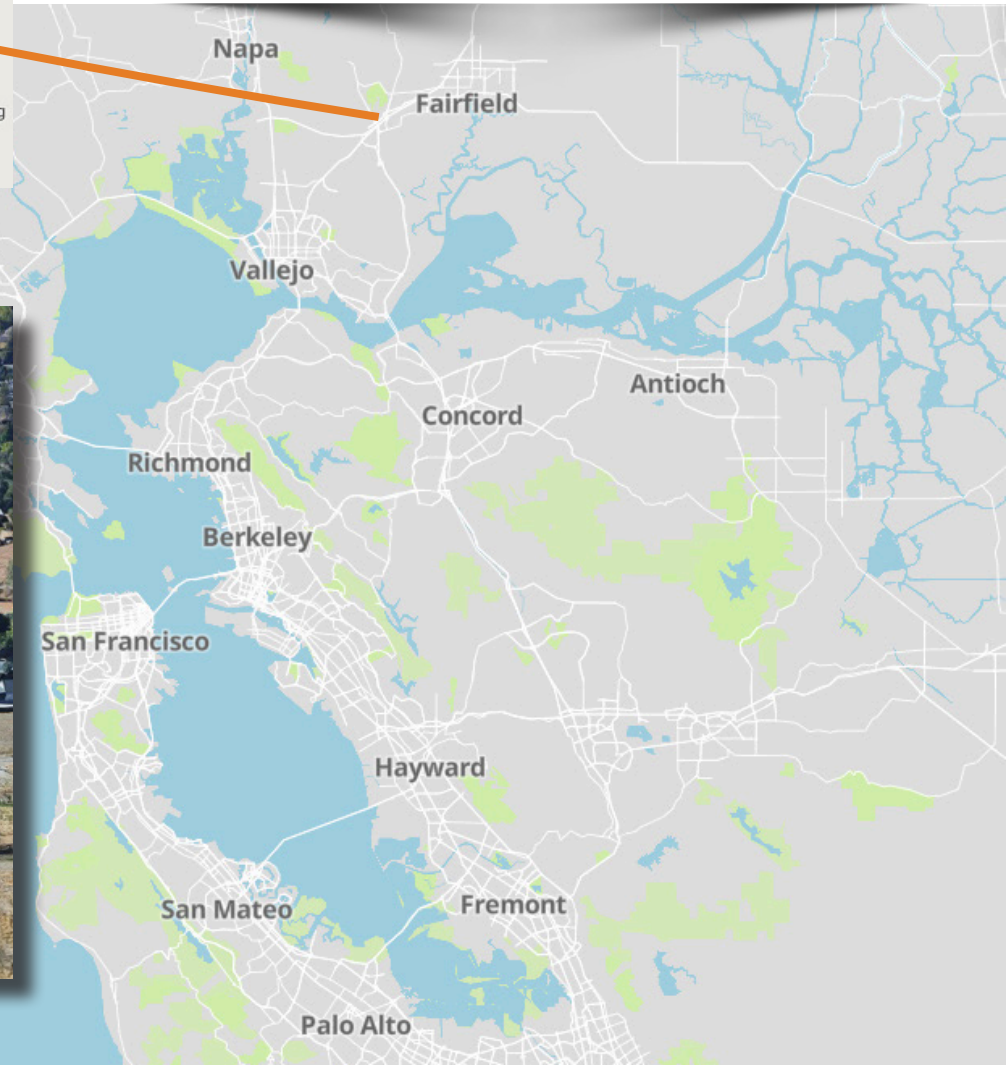 Napa
Fairfield
g
Vallejo
Antioch
Concord
Richmond
Berkeley
San Francisco
Hayward
San Mateo
Fremont
Palo Alto